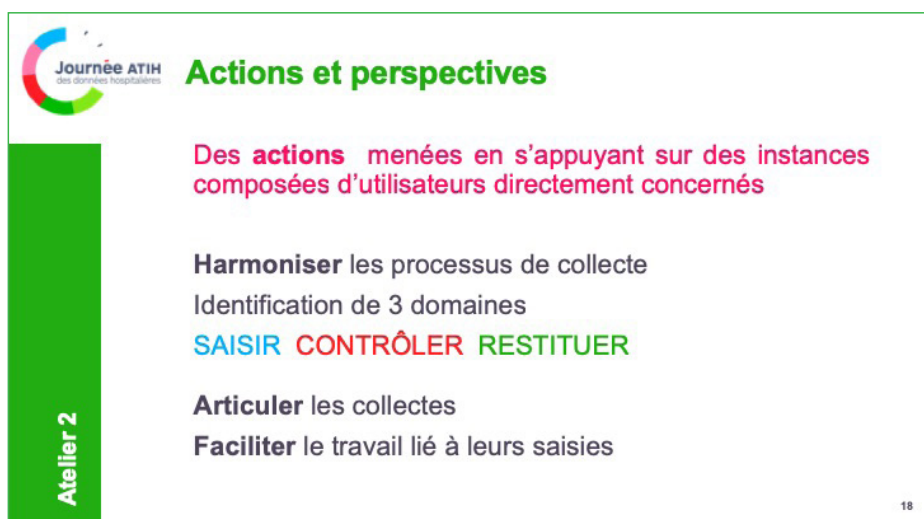 Journée ATIH
des données hospitalières
Actions et perspectives
Des actions menées en s'appuyant sur des instances
composées d'utilisateurs directement concernés
Harmoniser les processus de collecte
Identification de 3 domaines
SAISIR CONTRÔLER RESTITUER
Articuler les collectes
Faciliter le travail lié à leurs saisies
Atelier 2
18